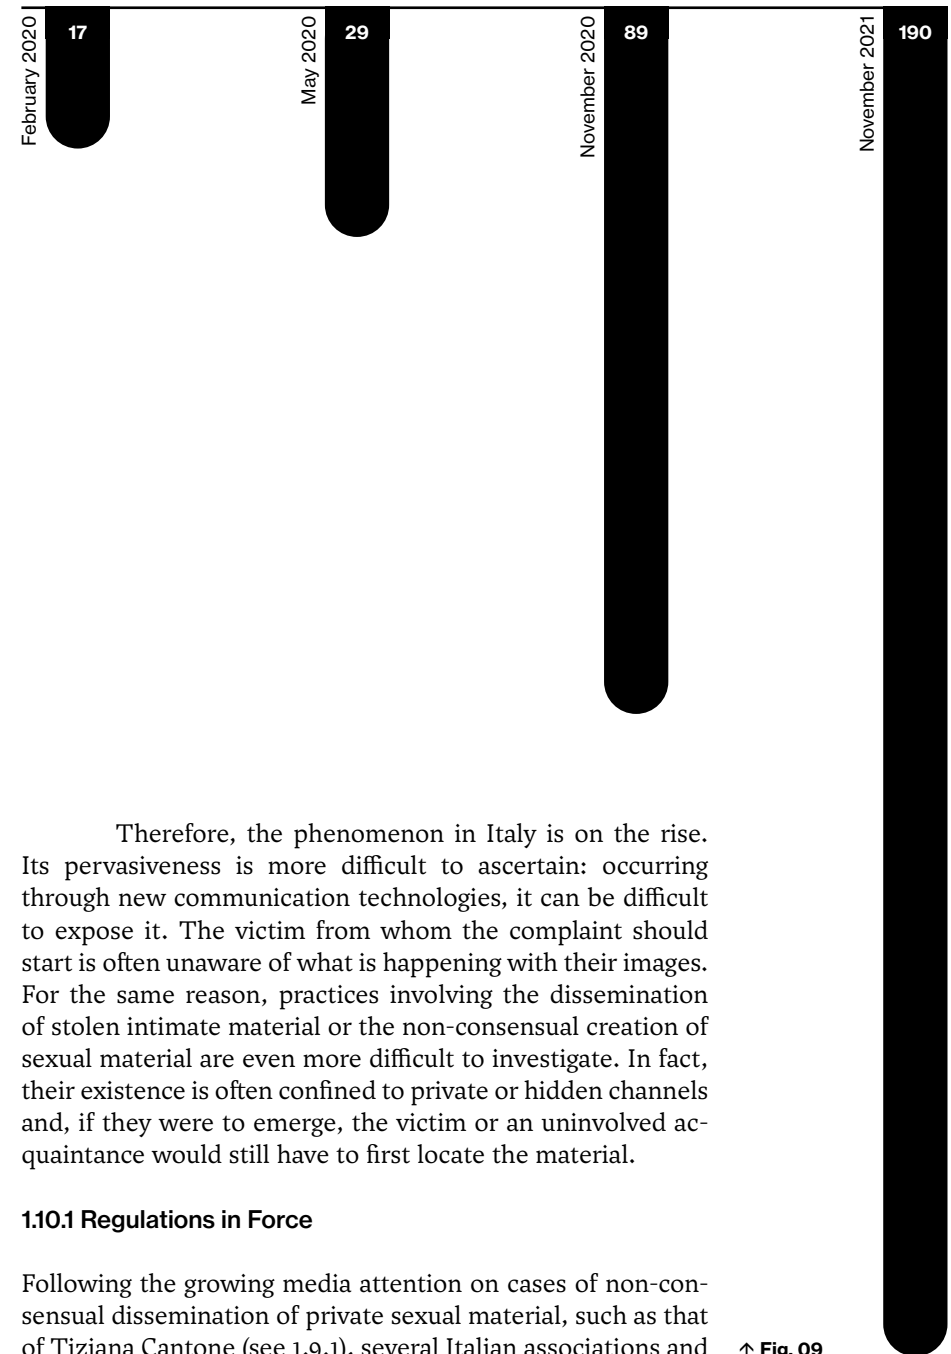 February 2020
17
May 2020
29
November 2020
89
November 2021
190
Therefore, the phenomenon in Italy is on the rise.
Its pervasiveness is more difficult to ascertain: occurring
through new communication technologies, it can be difficult
to expose it. The victim from whom the complaint should
start is often unaware of what is happening with their images.
For the same reason, practices involving the dissemination
of stolen intimate material or the non-consensual creation of
sexual material are even more difficult to investigate. In fact,
their existence is often confined to private or hidden channels
and, if they were to emerge, the victim or an uninvolved ac-
quaintance would still have to first locate the material.
1.10.1 Regulations in Force
Following the growing media attention on cases of non-con-
sensual dissemination of private sexual material, such as that
of Tiziana Cantone (see 1.9.1), several Italian associations and
↑ Fig. 09